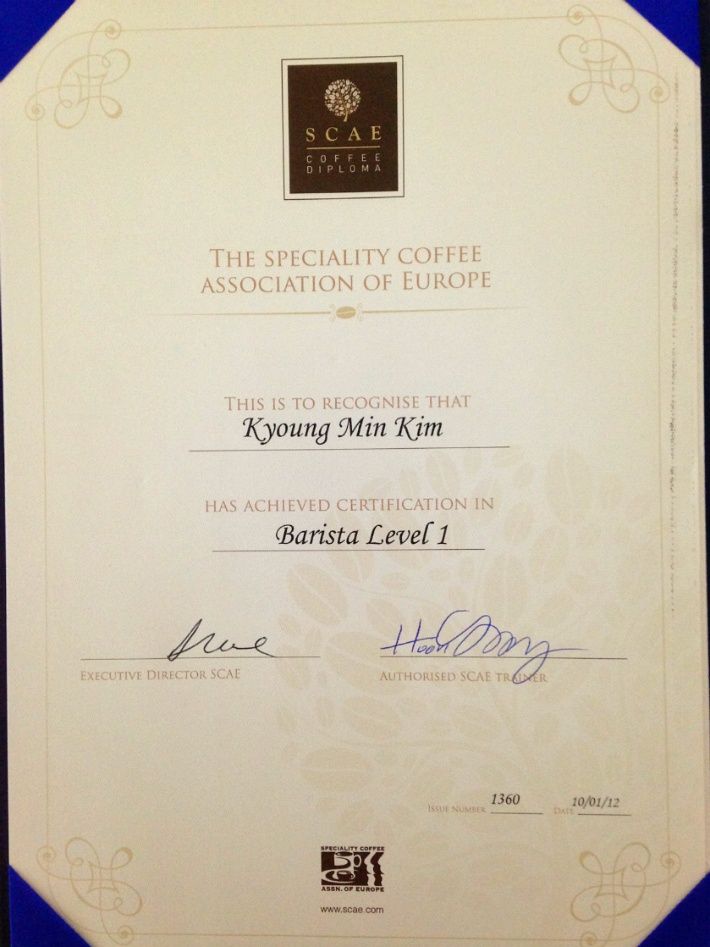 SCAE
COFFEE
DIPLOMA
THE SPECIALITY COFFEE
ASSOCIATION OF EUROPE
THIS IS TO RECOGNISE THAT
Kyoung Min Kim
HAS ACHIEVED CERTIFICATION IN
Barista Level 1
EXECUTIVE DIRECTOR SCAE
AUTHORISED SCAE TRAINER
ISSUE NUMBER 1360 DATE 10/01/12
SPECIALITY COFFEE
ASSN. OF EUROPE
www.scae.com